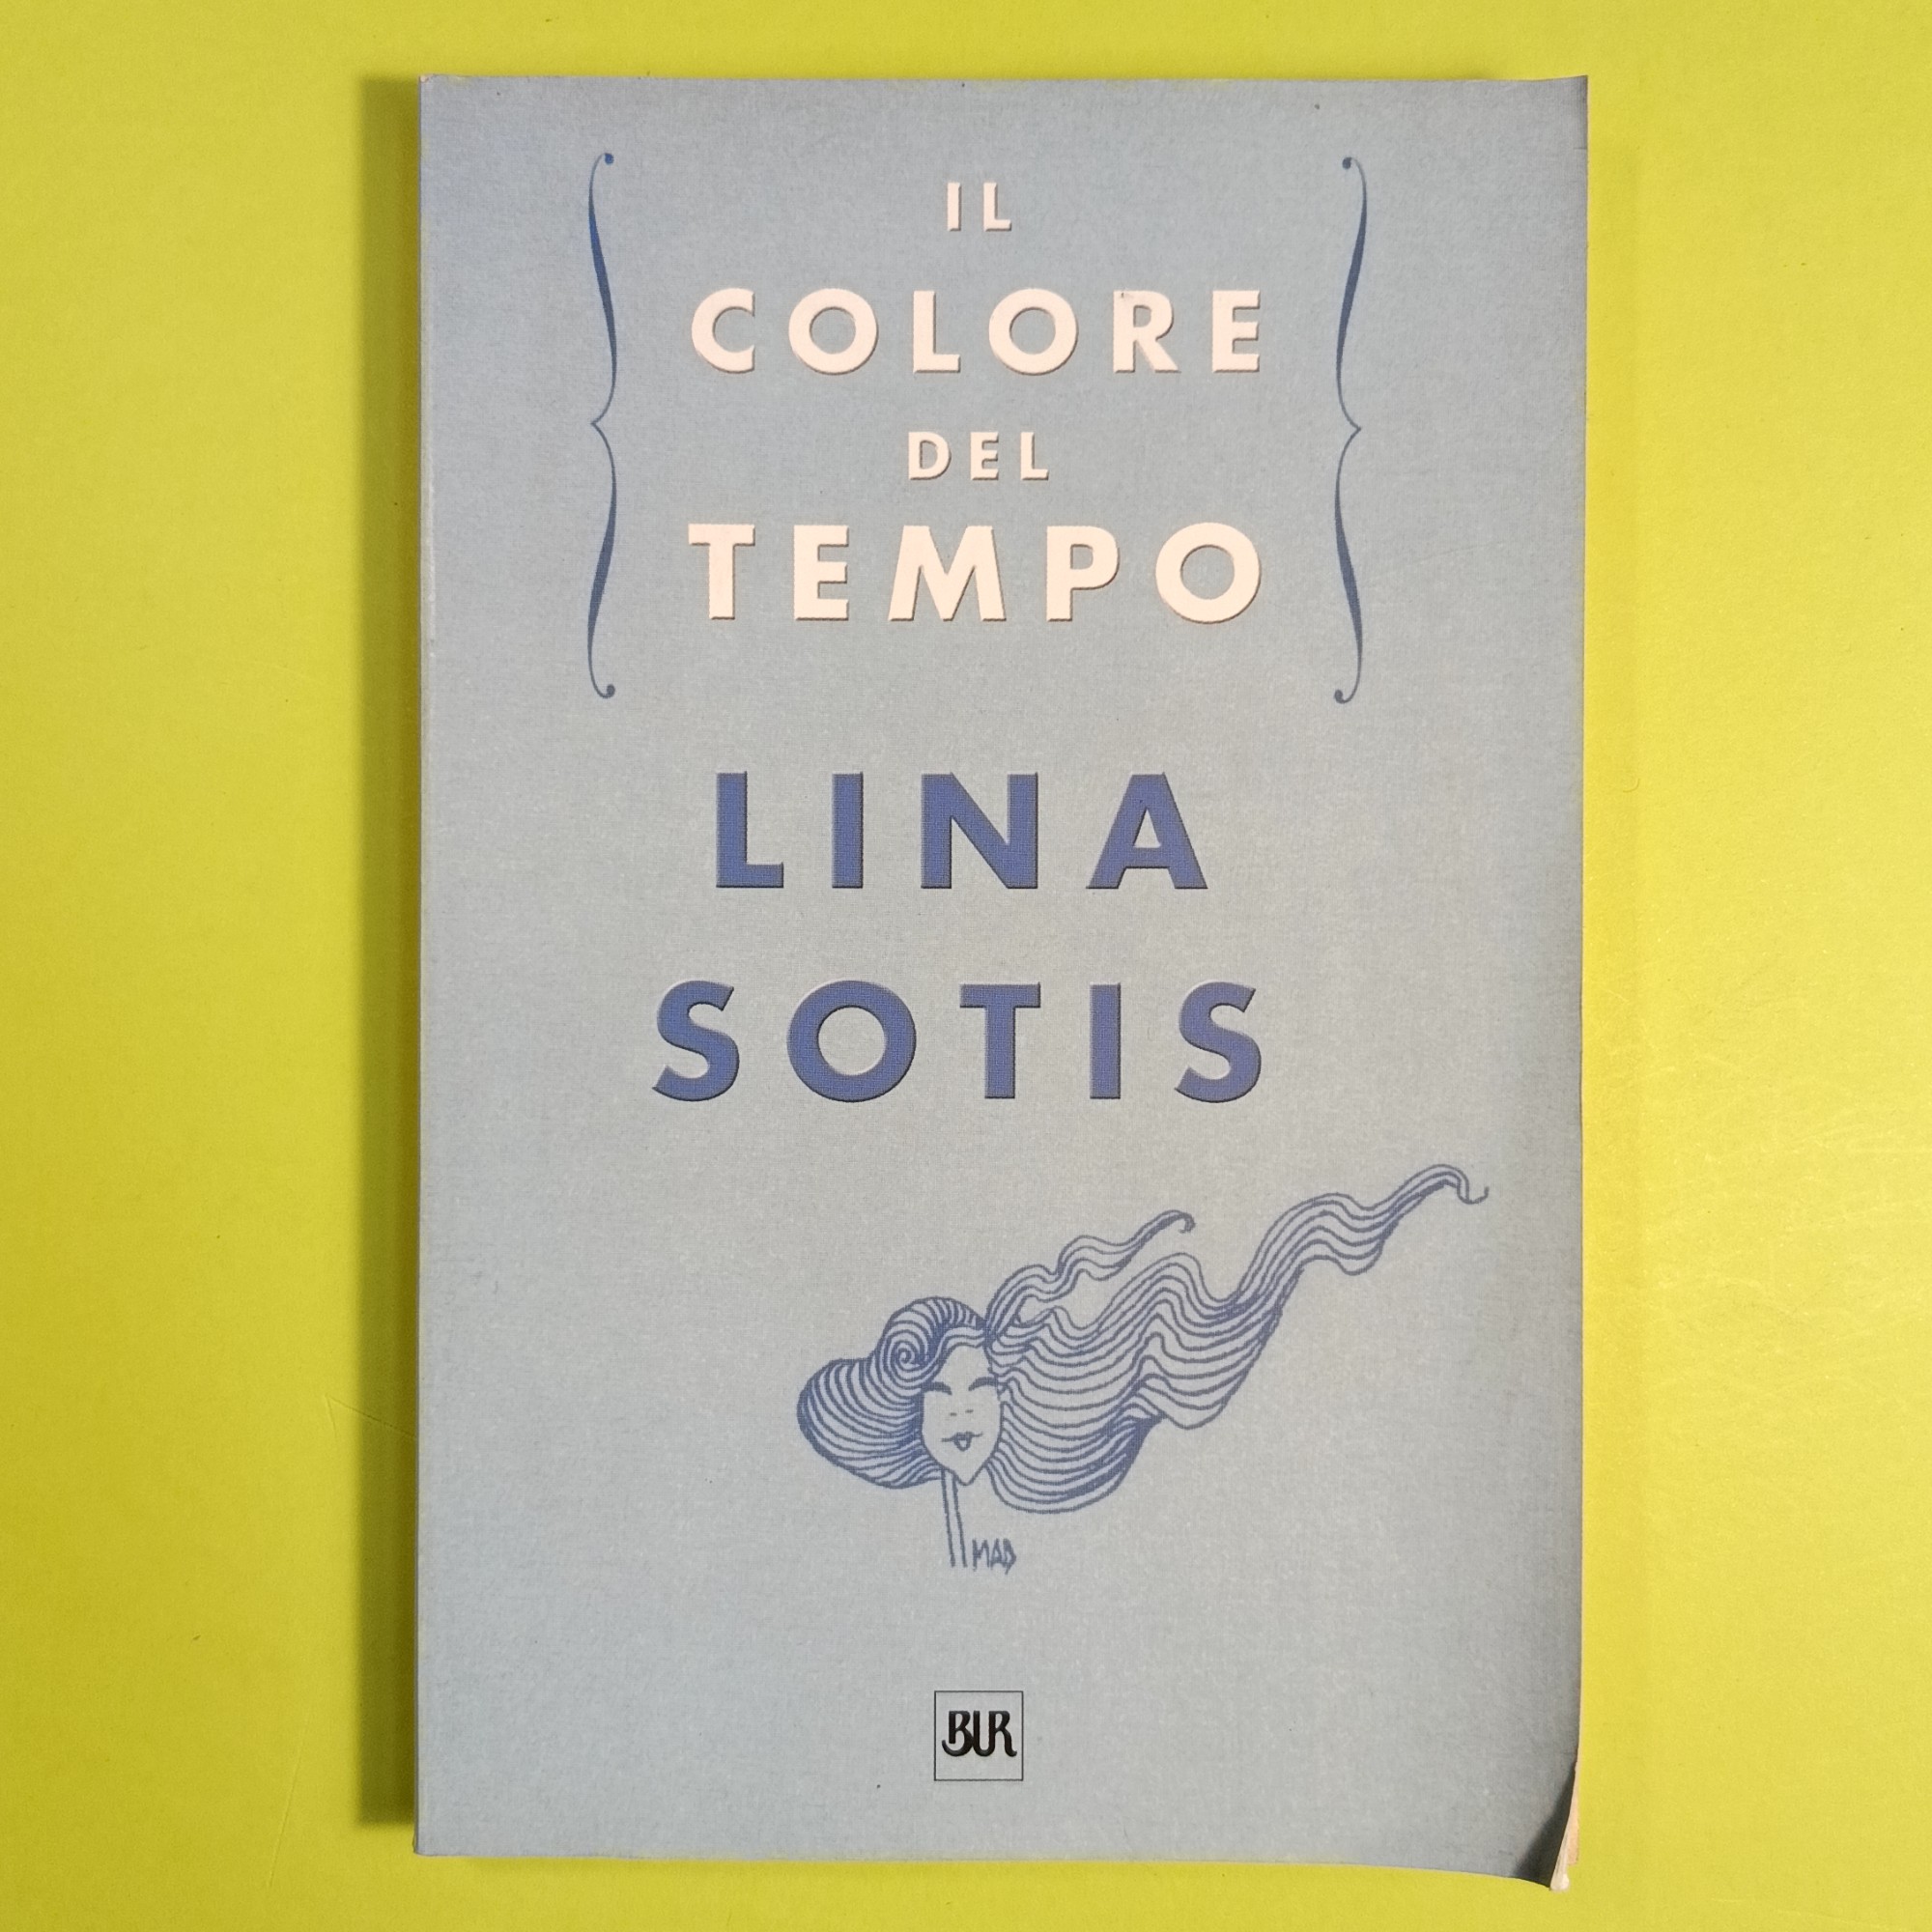 IL
COLORE
DEL
TEMPO
LINA
SOTIS
MAD
BUR